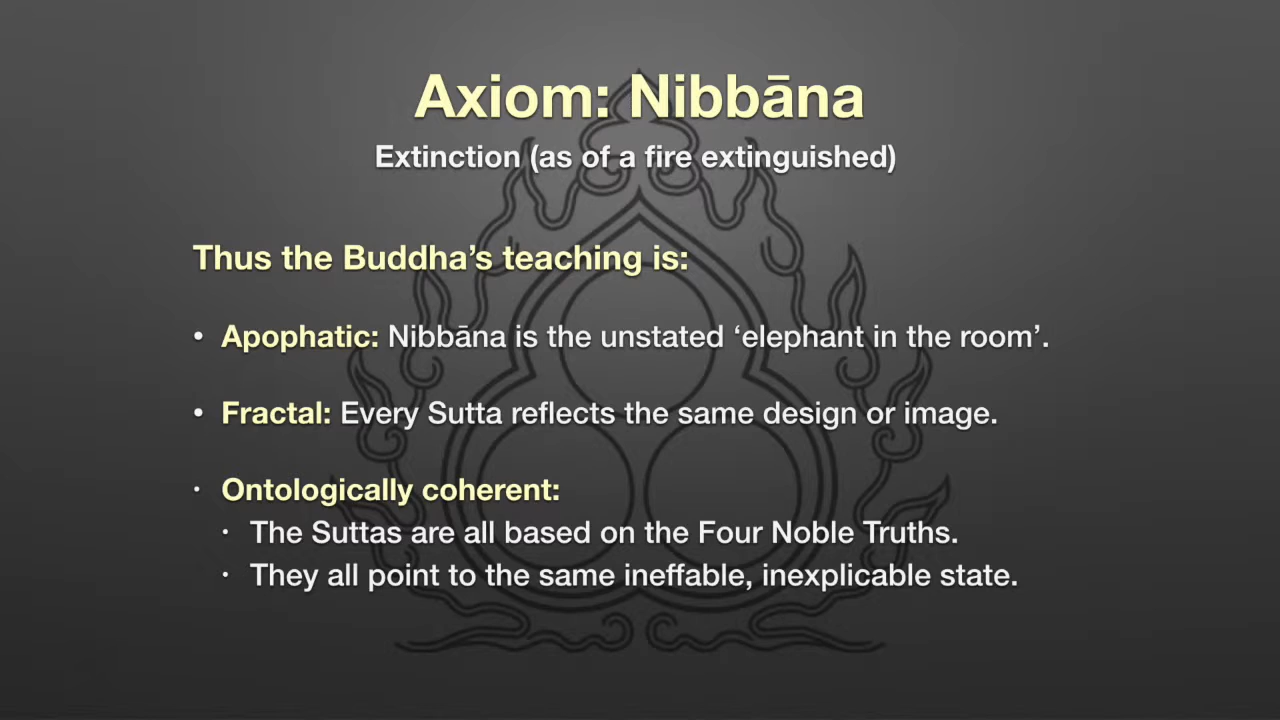 Axiom: Nibbāna
Extinction (as of a fire extinguished)
Thus the Buddha’s teaching is:
• Apophatic: Nibbāna is the unstated ‘elephant in the room’.
• Fractal: Every Sutta reflects the same design or image.
• Ontologically coherent:
• The Suttas are all based on the Four Noble Truths.
• They all point to the same ineffable, inexplicable state.